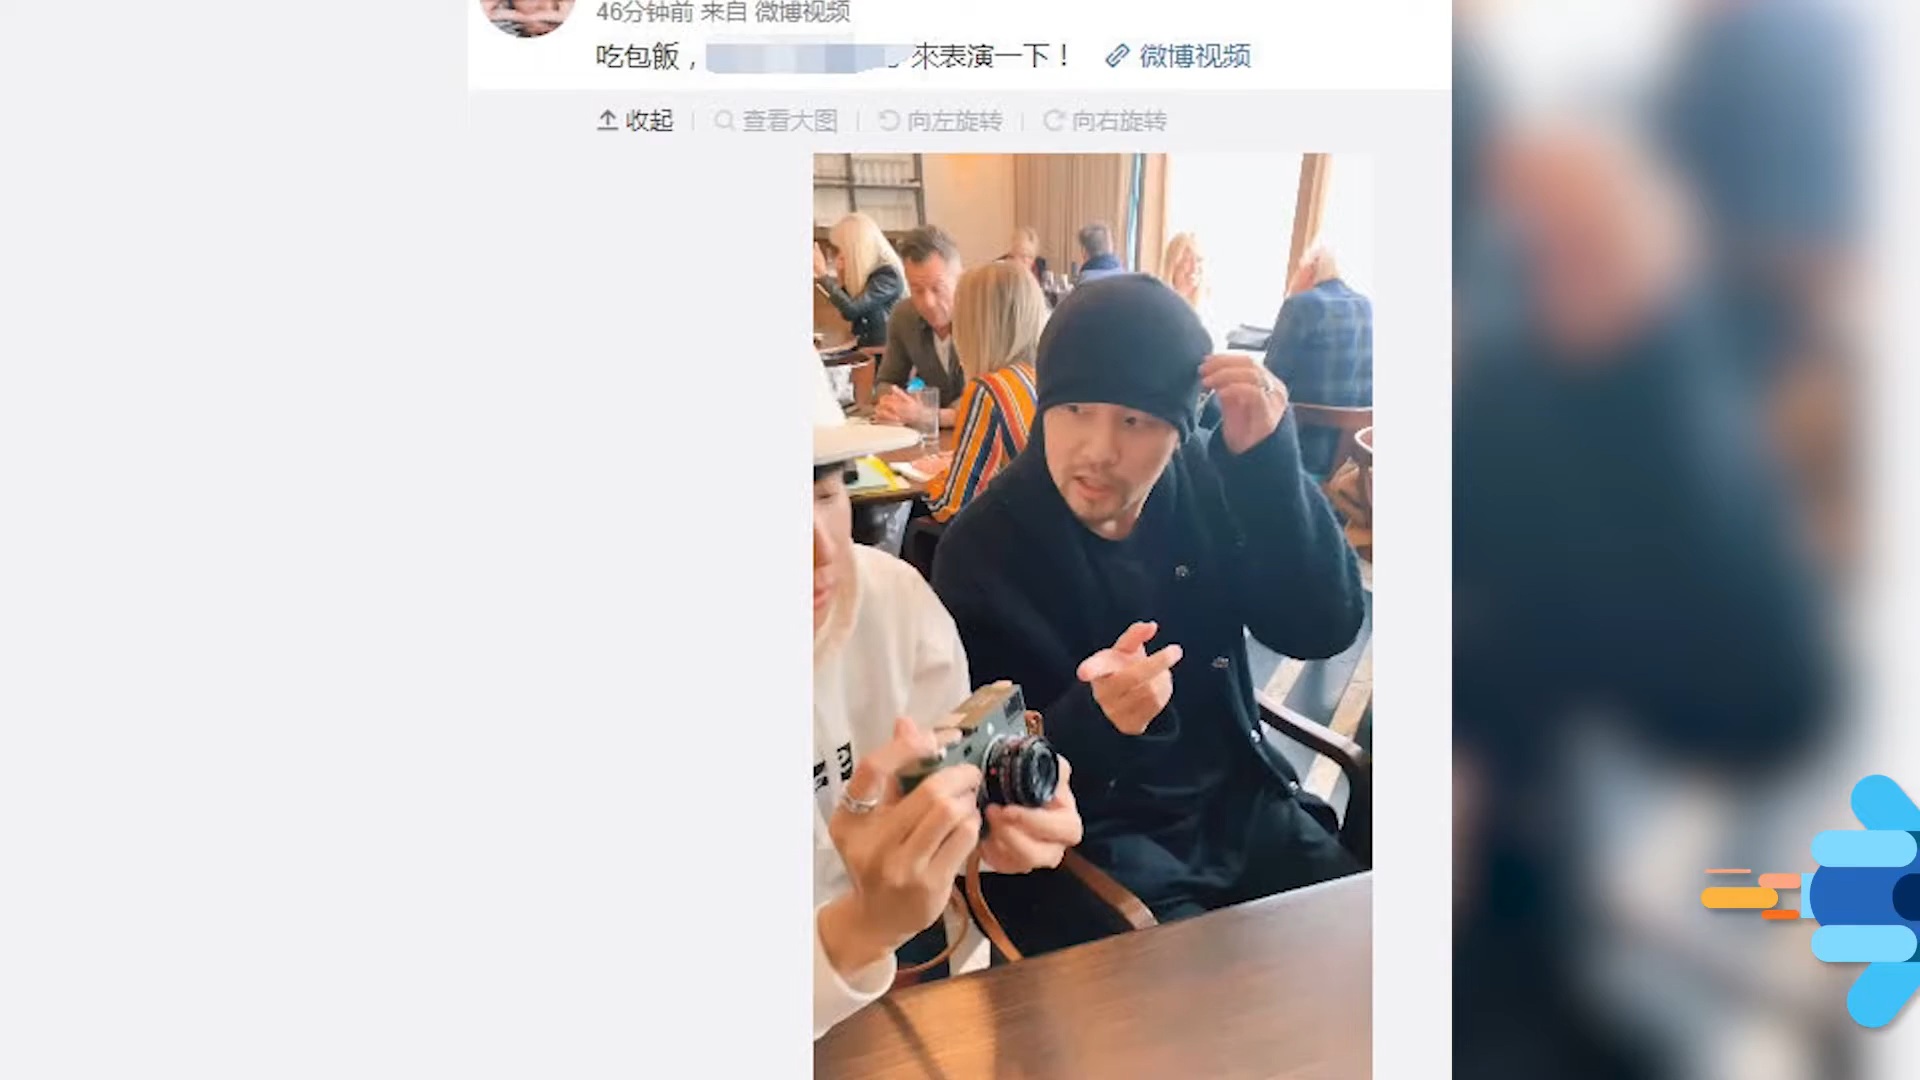 46分钟前 来自 微博视频
吃包飯，來表演一下！ 微博视频
收起 查看大图 向左旋转 向右旋转